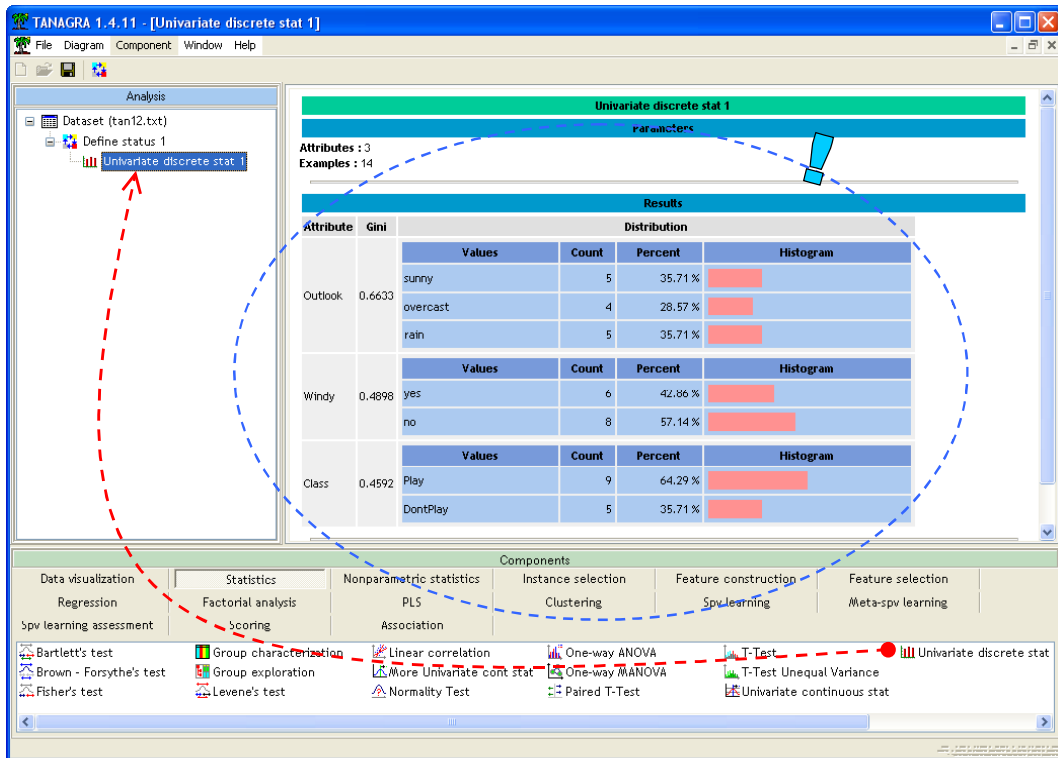 TANAGRA 1.4.11 - [Univariate discrete stat 1]
File Diagram Component Window Help
Analysis
Dataset (tan12.txt)
Define status 1
Univariate discrete stat 1
Univariate discrete stat 1
Parameters
Attributes : 3
Examples : 14
Results
Attribute Gini Distribution
Values Count Percent Histogram
Outlook 0.6633
sunny 5 35.71 %
overcast 4 28.57 %
rain 5 35.71 %
Values Count Percent Histogram
Windy 0.4898
yes 6 42.86 %
no 8 57.14 %
Values Count Percent Histogram
Class 0.4592
Play 9 64.29 %
DontPlay 5 35.71 %
Components
Data visualization Statistics Nonparametric statistics Instance selection Feature construction Feature selection
Regression Factorial analysis PLS Clustering Spv learning Meta-spv learning
Spv learning assessment Scoring Association
Bartlett's test Group characterization Linear correlation One-way ANOVA T-Test Univariate discrete stat
Brown - Forsythe's test Group exploration More Univariate cont stat One-way MANOVA T-Test Unequal Variance
Fisher's test Levene's test Normality Test Paired T-Test Univariate continuous stat